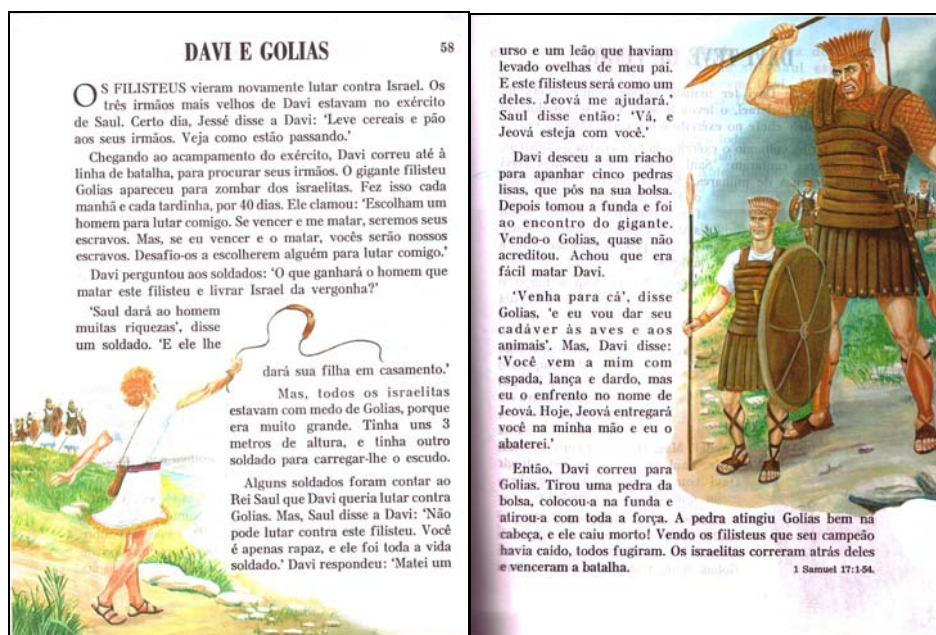 DAVI E GOLIAS
58
OS FILISTEUS vieram novamente lutar contra Israel. Os
três irmãos mais velhos de Davi estavam no exército
de Saul. Certo dia, Jessé disse a Davi: ‘Leve cereais e pão
aos seus irmãos. Veja como estão passando.’
Chegando ao acampamento do exército, Davi correu até à
linha de batalha, para procurar seus irmãos. O gigante filisteu
Golias apareceu para zombar dos israelitas. Fez isso cada
manhã e cada tardinha, por 40 dias. Ele clamou: ‘Escolham um
homem para lutar comigo. Se vencer e me matar, seremos seus
escravos. Mas, se eu vencer e o matar, vocês serão nossos
escravos. Desafio-os a escolherem alguém para lutar comigo.’
Davi perguntou aos soldados: ‘O que ganhará o homem que
matar este filisteu e livrar Israel da vergonha?’
‘Saul dará ao homem
muitas riquezas’, disse
um soldado. ‘E ele lhe
dará sua filha em casamento.’
Mas, todos os israelitas
estavam com medo de Golias, porque
era muito grande. Tinha uns 3
metros de altura, e tinha outro
soldado para carregar-lhe o escudo.
Alguns soldados foram contar ao
Rei Saul que Davi queria lutar contra
Golias. Mas, Saul disse a Davi: ‘Não
pode lutar contra este filisteu. Você
é apenas rapaz, e ele foi toda a vida
soldado.’ Davi respondeu: ‘Matei um
urso e um leão que haviam
levado ovelhas de meu pai.
E este filisteus será como um
deles. Jeová me ajudará.’
Saul disse então: ‘Vá, e
Jeová esteja com você.’
Davi desceu a um riacho
para apanhar cinco pedras
lisas, que pôs na sua bolsa.
Depois tomou a funda e foi
ao encontro do gigante.
Vendo-o Golias, quase não
acreditou. Achou que era
fácil matar Davi.
‘Venha para cá’, disse
Golias, ‘e eu vou dar seu
cadáver às aves e aos
animais’. Mas, Davi disse:
‘Você vem a mim com
espada, lança e dardo, mas
eu o enfrento no nome de
Jeová. Hoje, Jeová entregará
você na minha mão e eu o
abaterei.’
Então, Davi correu para
Golias. Tirou uma pedra da
bolsa, colocou-a na funda e
atirou-a com toda a força. A pedra atingiu Golias bem na
cabeça, e ele caiu morto! Vendo os filisteus que seu campeão
havia caído, todos fugiram. Os israelitas correram atrás deles
e venceram a batalha.
1 Samuel 17:1-54.